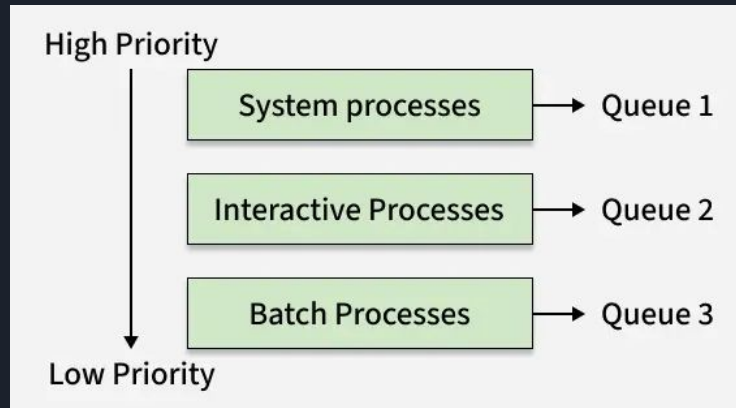 High Priority
System processes
Queue 1
Interactive Processes
Queue 2
Batch Processes
Queue 3
Low Priority